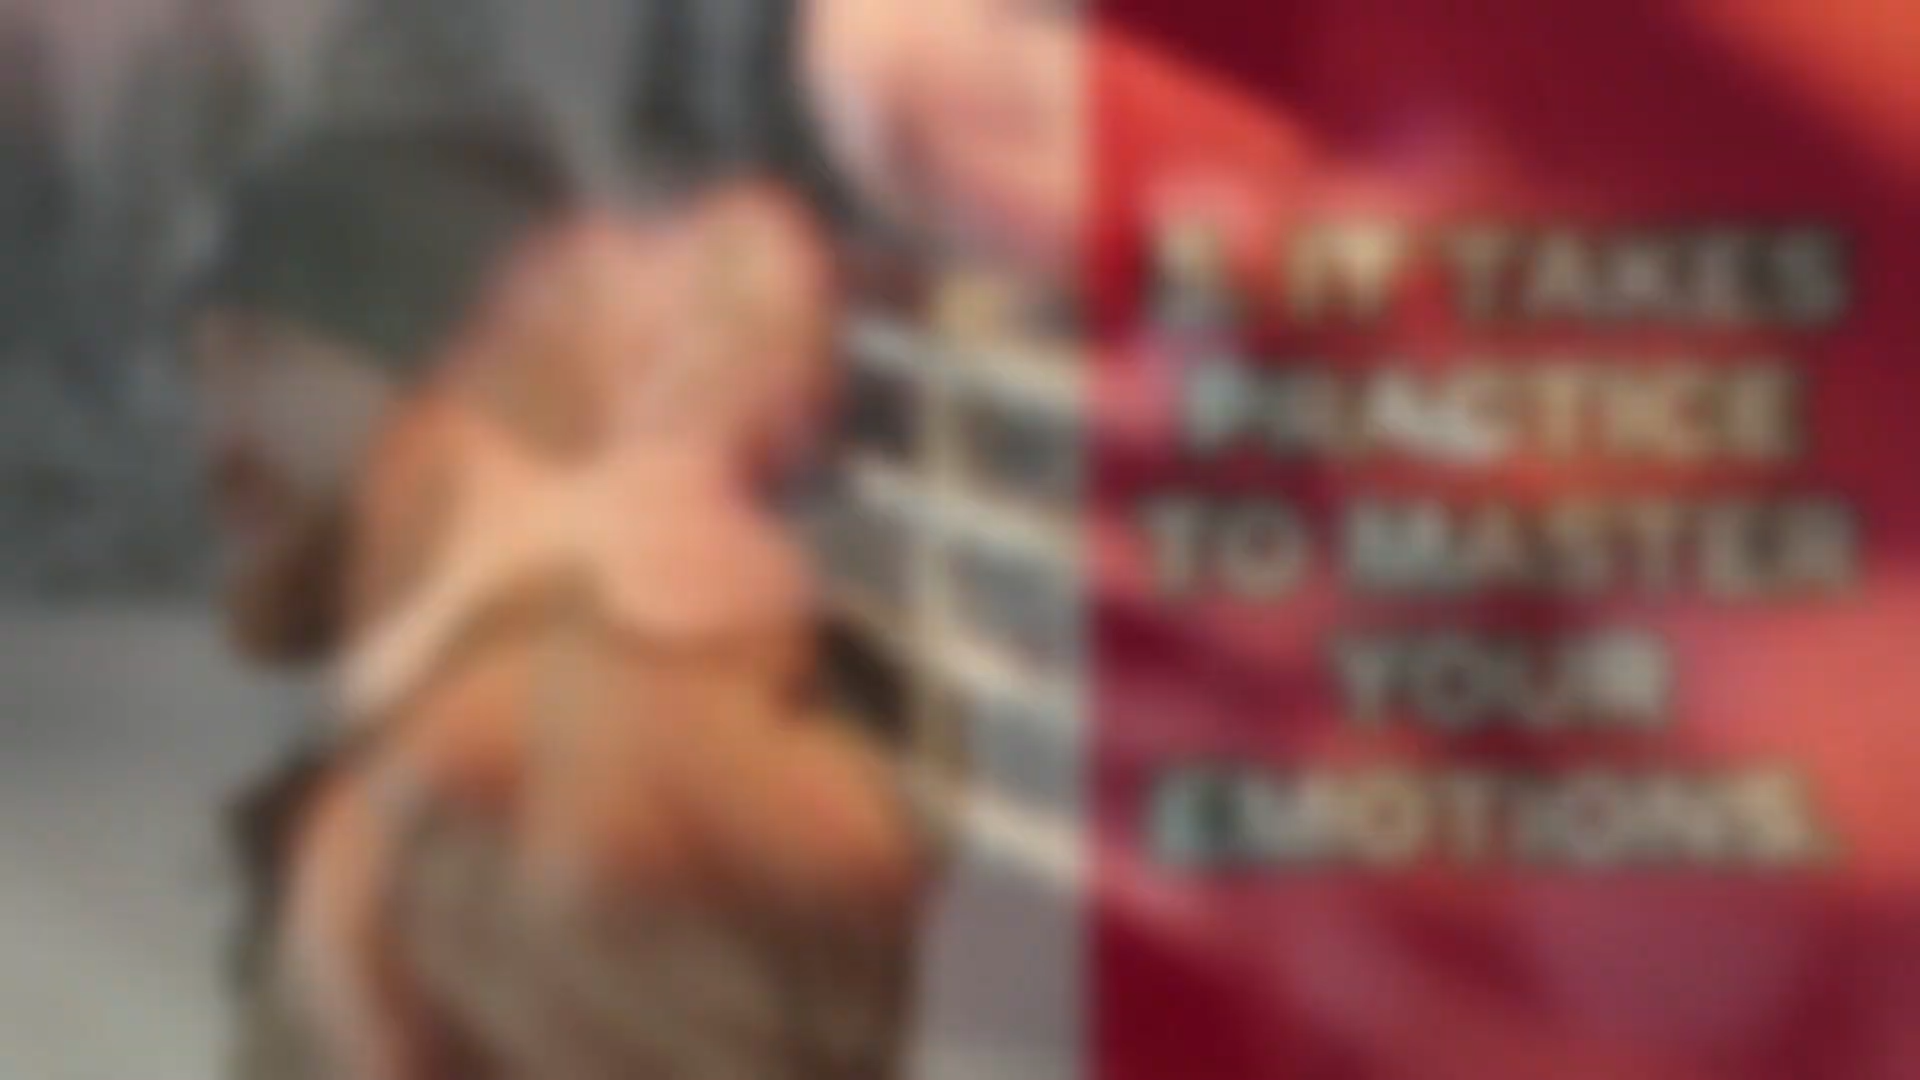 IT TAKES
PRACTICE
TO MASTER
YOUR
EMOTIONS.